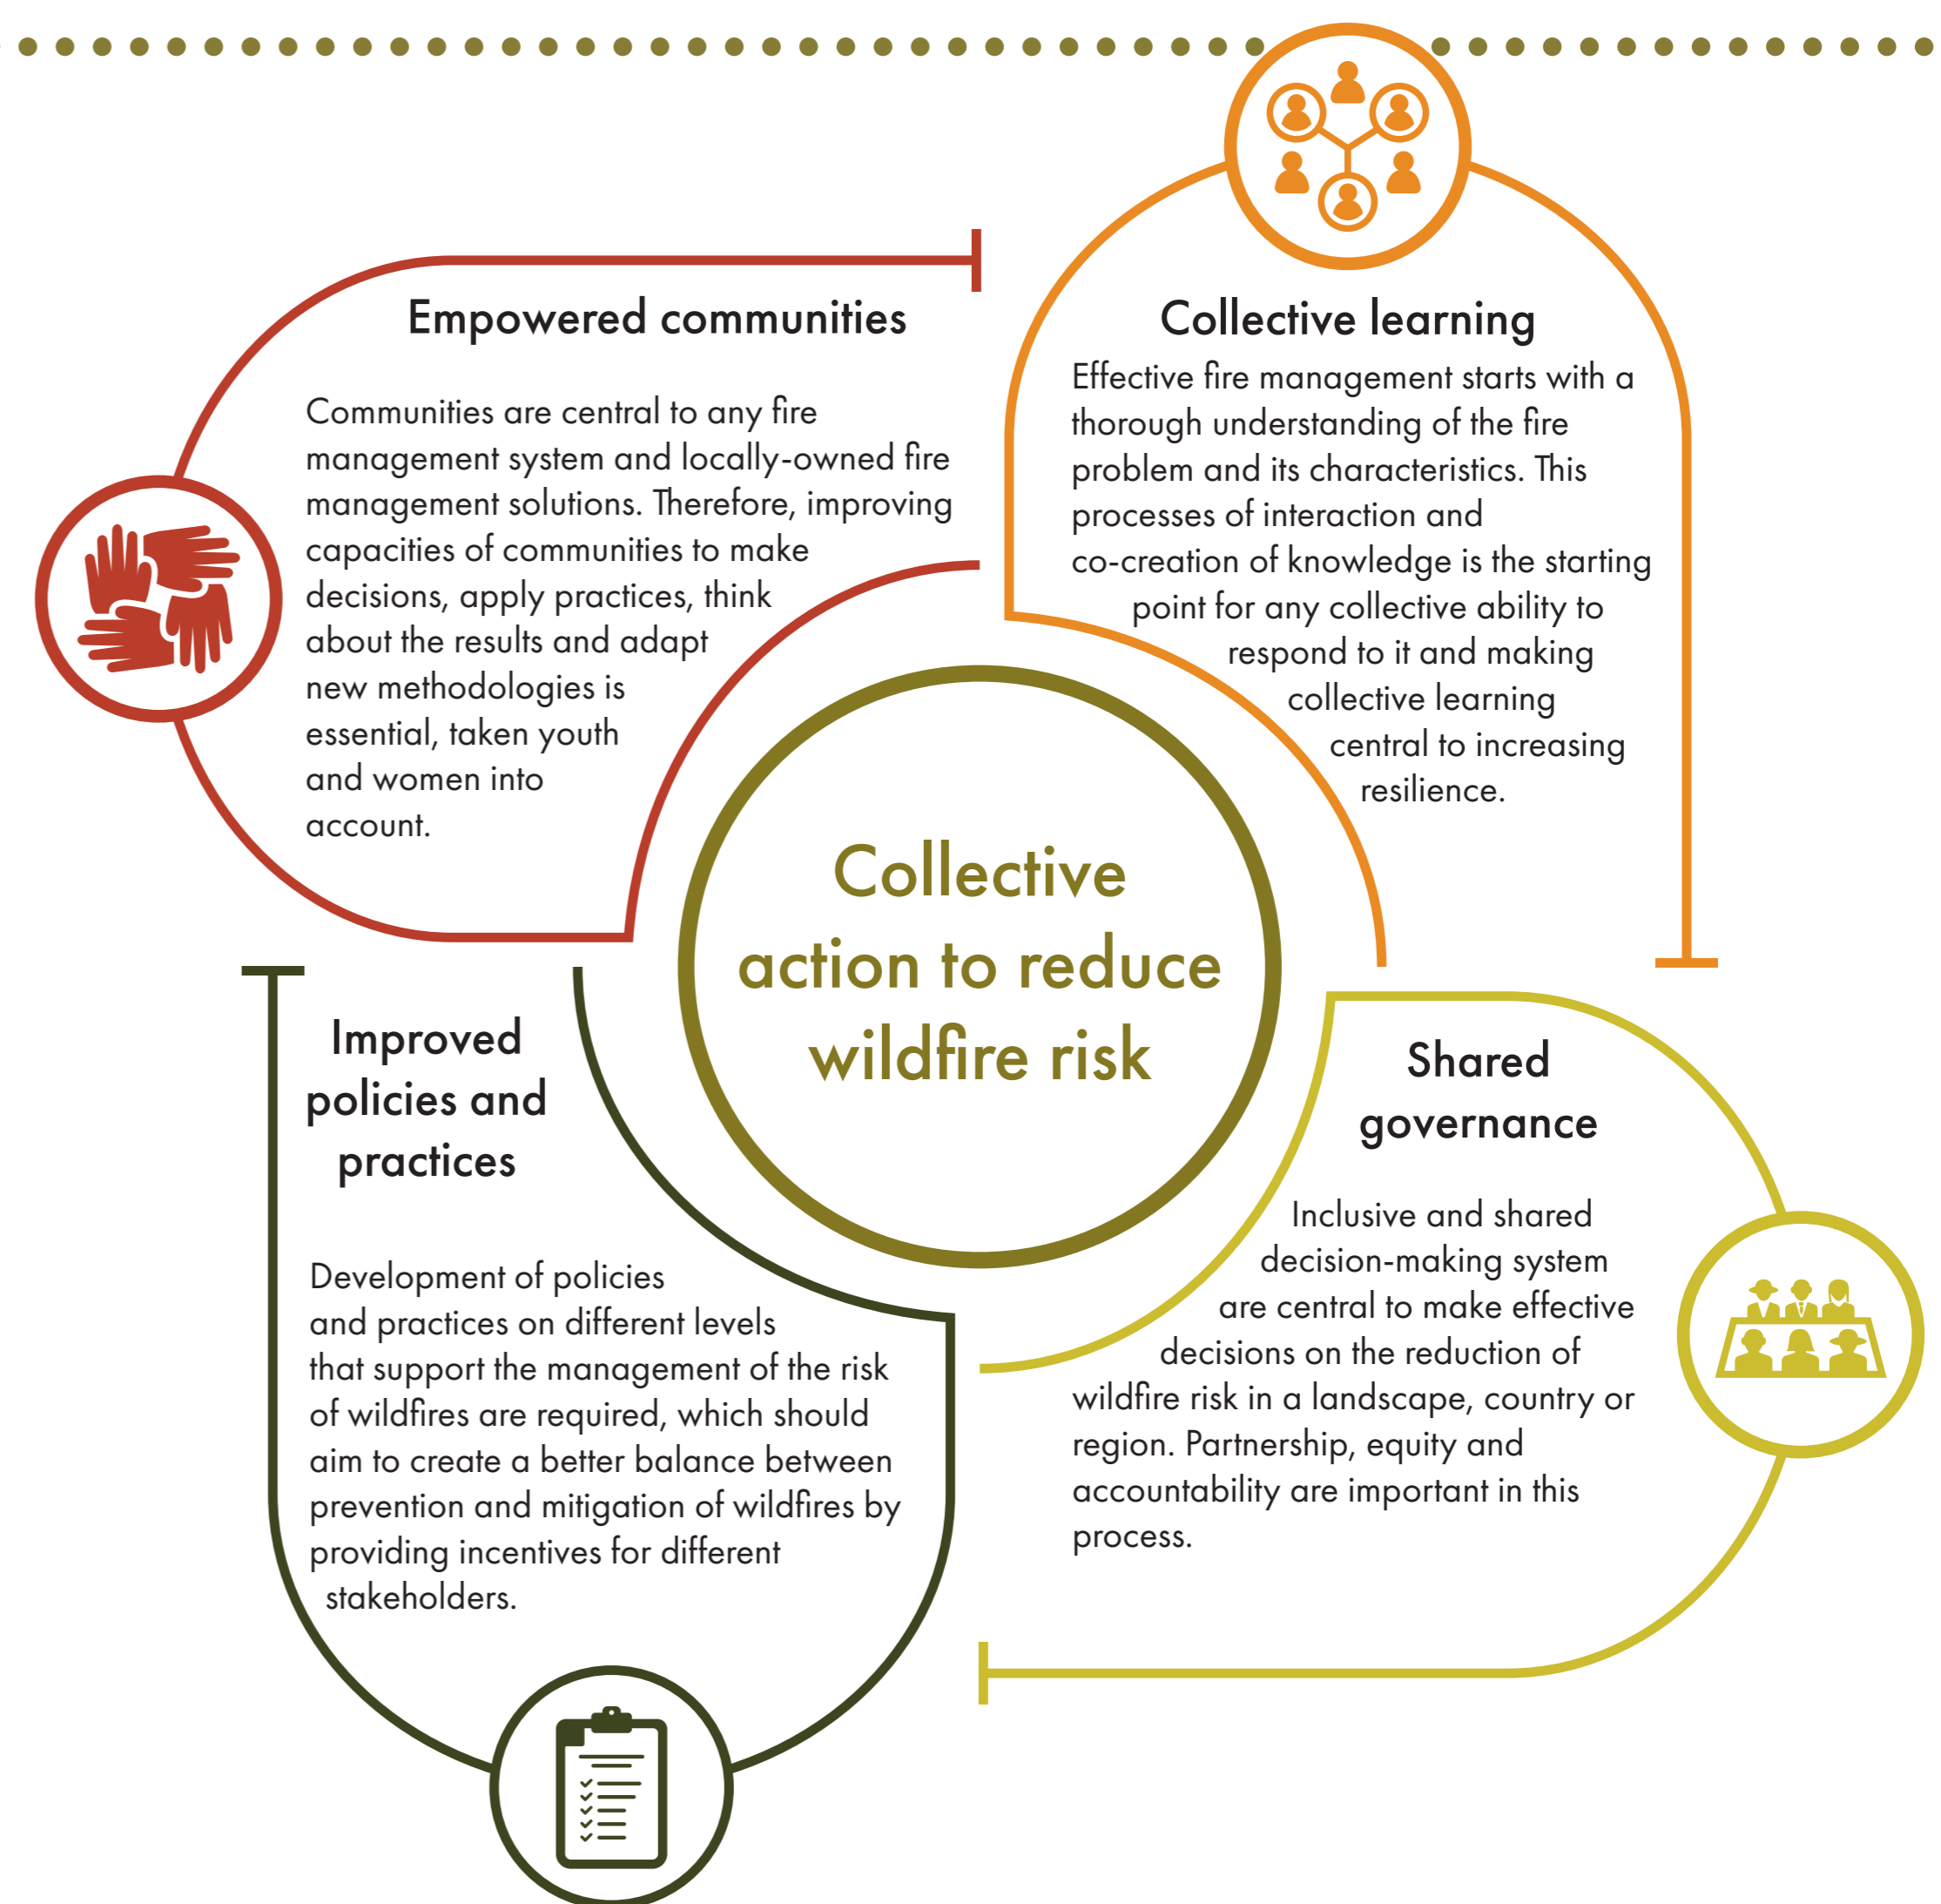 Empowered communities
Communities are central to any fire
management system and locally-owned fire
management solutions. Therefore, improving
capacities of communities to make
decisions, apply practices, think
about the results and adapt
new methodologies is
essential, taken youth
and women into
account.
Collective learning
Effective fire management starts with a
thorough understanding of the fire
problem and its characteristics. This
processes of interaction and
co-creation of knowledge is the starting
point for any collective ability to
respond to it and making
collective learning
central to increasing
resilience.
Collective
action to reduce
wildfire risk
Improved
policies and
practices
Development of policies
and practices on different levels
that support the management of the risk
of wildfires are required, which should
aim to create a better balance between
prevention and mitigation of wildfires by
providing incentives for different
stakeholders.
Shared
governance
Inclusive and shared
decision-making system
are central to make effective
decisions on the reduction of
wildfire risk in a landscape, country or
region. Partnership, equity and
accountability are important in this
process.